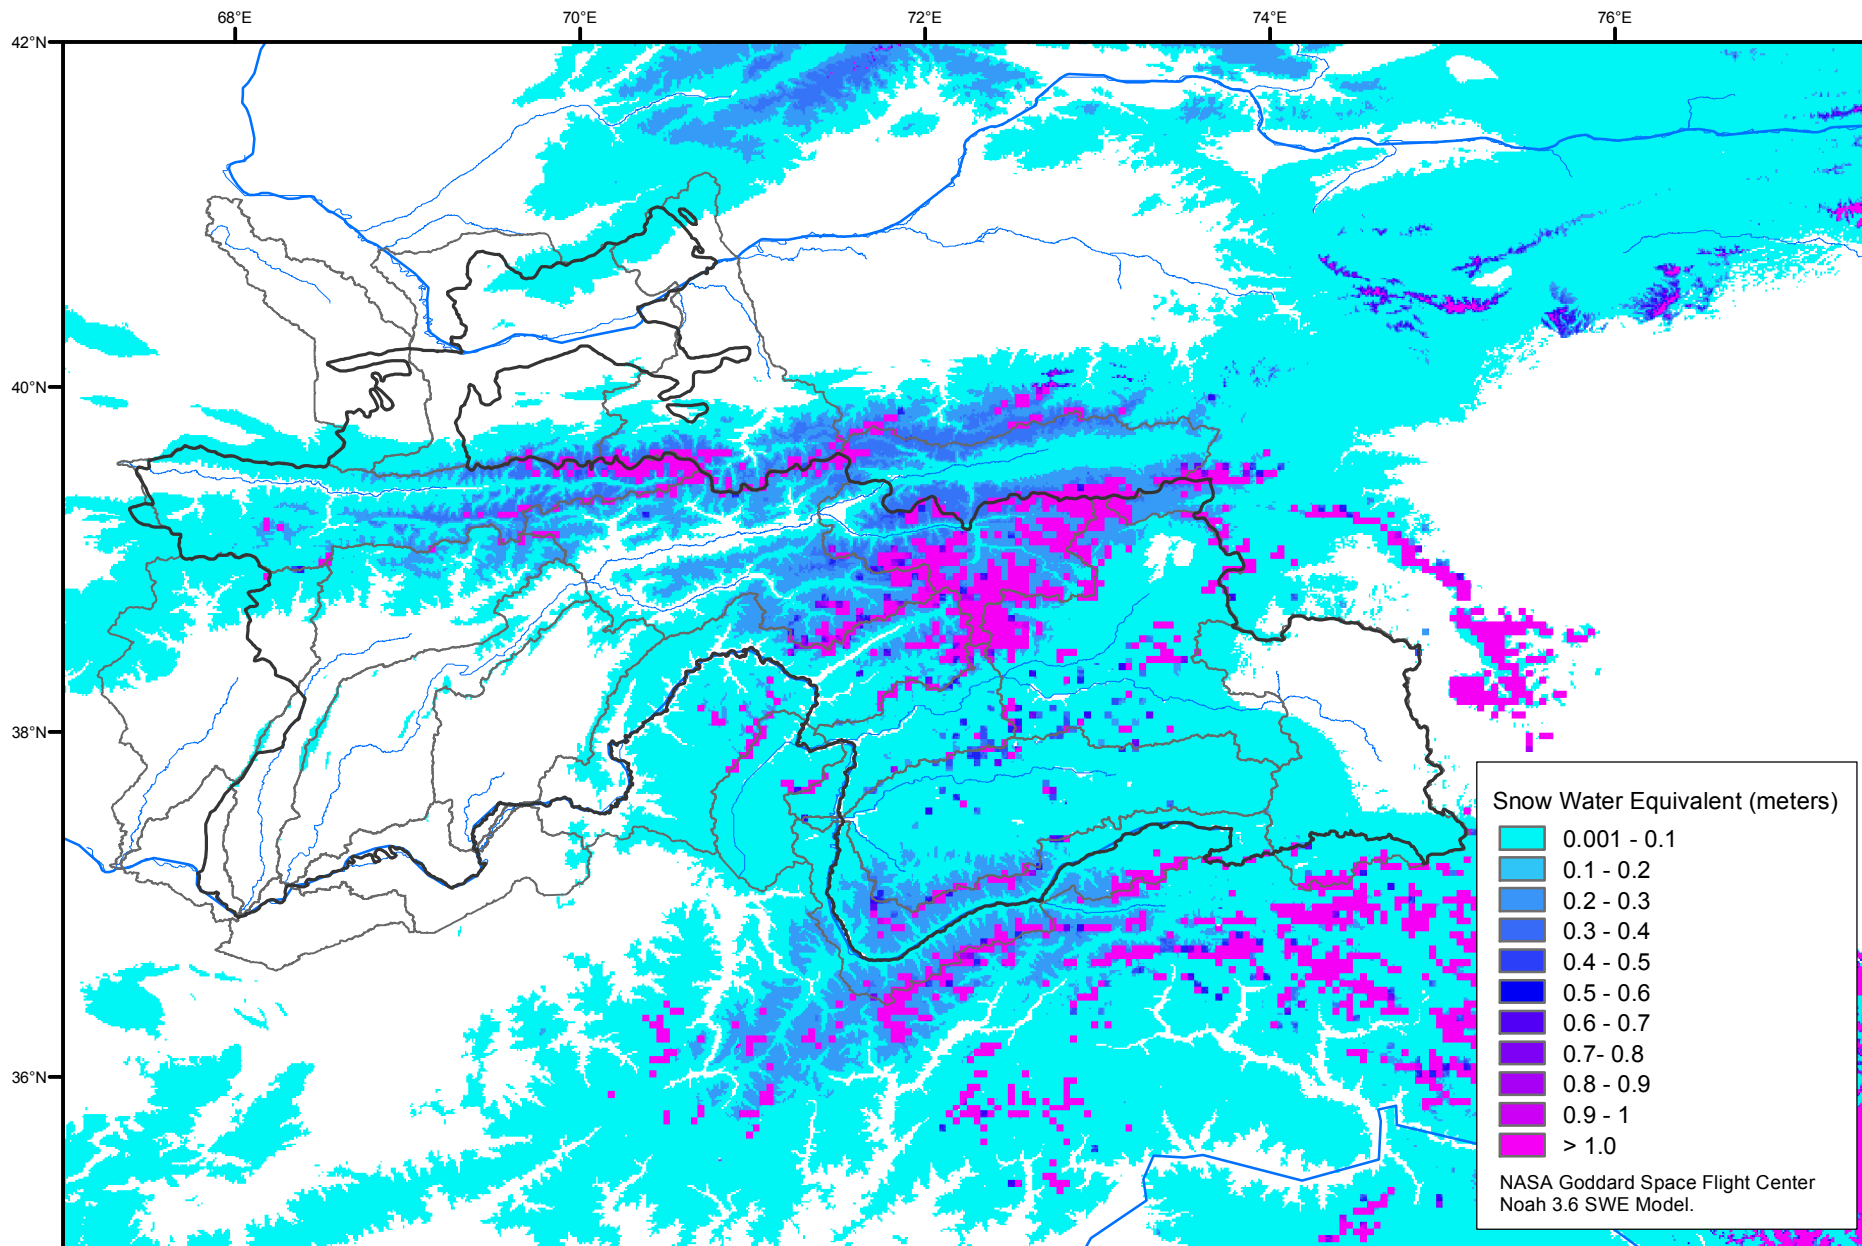 68°E
70°E
72°E
74°E
76°E
42°N
40°N
38°N
36°N
Snow Water Equivalent (meters)
0.001 - 0.1
0.1 - 0.2
0.2 - 0.3
0.3 - 0.4
0.4 - 0.5
0.5 - 0.6
0.6 - 0.7
0.7- 0.8
0.8 - 0.9
0.9 - 1
> 1.0
NASA Goddard Space Flight Center
Noah 3.6 SWE Model.